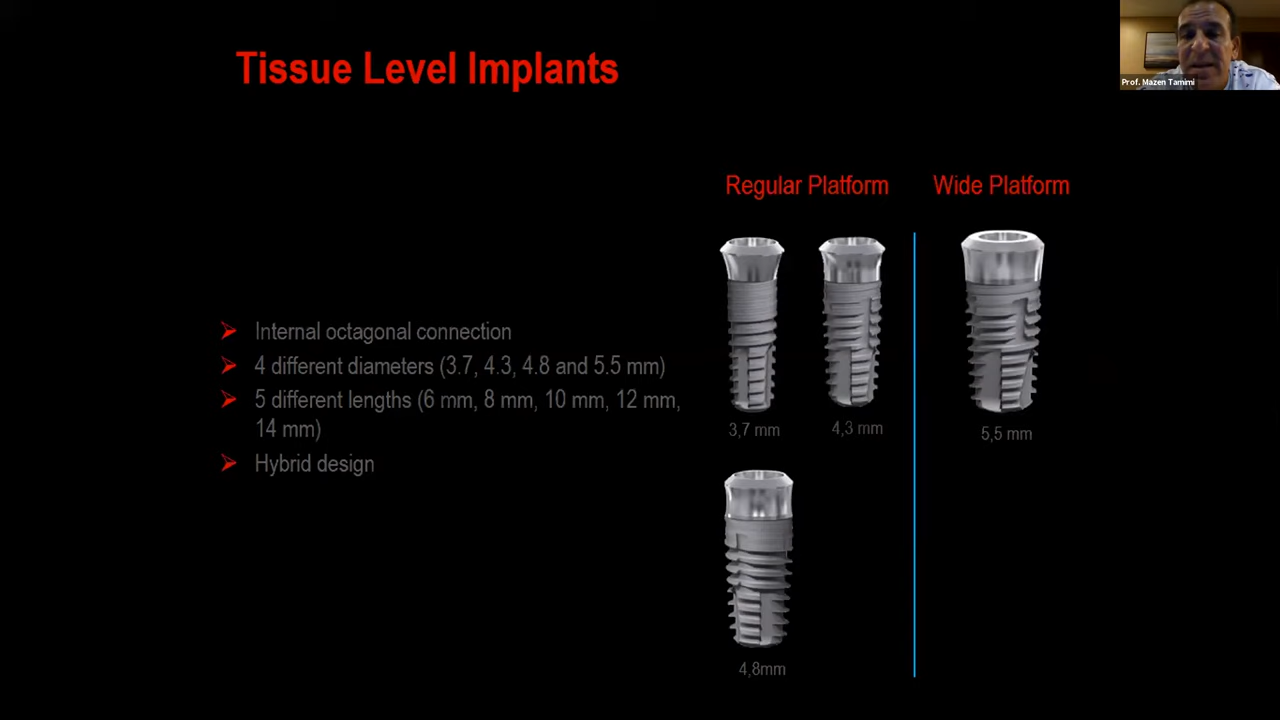 Tissue Level Implants
Prof. Mazen Tamimi
Regular Platform
Wide Platform
Internal octagonal connection
4 different diameters (3.7, 4.3, 4.8 and 5.5 mm)
5 different lengths (6 mm, 8 mm, 10 mm, 12 mm,
14 mm)
Hybrid design
3,7 mm
4,3 mm
5,5 mm
4,8mm